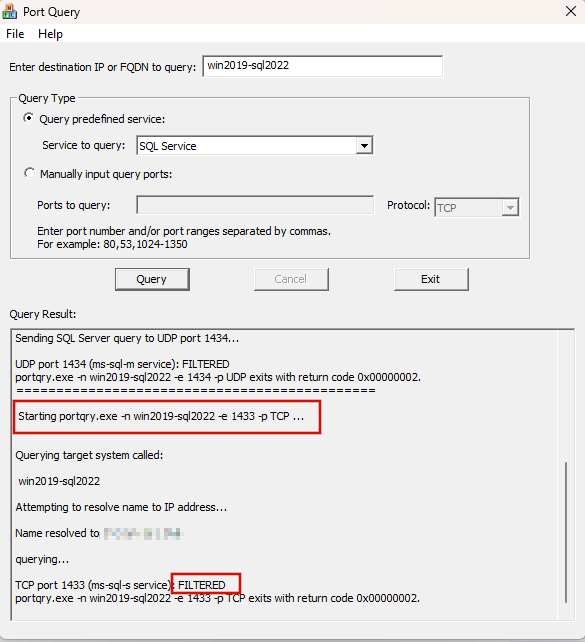 Port Query
File Help
Enter destination IP or FQDN to query: win2019-sql2022
Query Type
Query predefined service:
Service to query: SQL Service
Manually input query ports:
Ports to query: Protocol: TCP
Enter port number and/or port ranges separated by commas.
For example: 80,53,1024-1350
Query Cancel Exit
Query Result:
Sending SQL Server query to UDP port 1434...
UDP port 1434 (ms-sql-m service): FILTERED
portqry.exe -n win2019-sql2022 -e 1434 -p UDP exits with return code 0x00000002.
=============================================
Starting portqry.exe -n win2019-sql2022 -e 1433 -p TCP ...
Querying target system called:
win2019-sql2022
Attempting to resolve name to IP address...
Name resolved to
querying...
TCP port 1433 (ms-sql-s service): FILTERED
portqry.exe -n win2019-sql2022 -e 1433 -p TCP exits with return code 0x00000002.